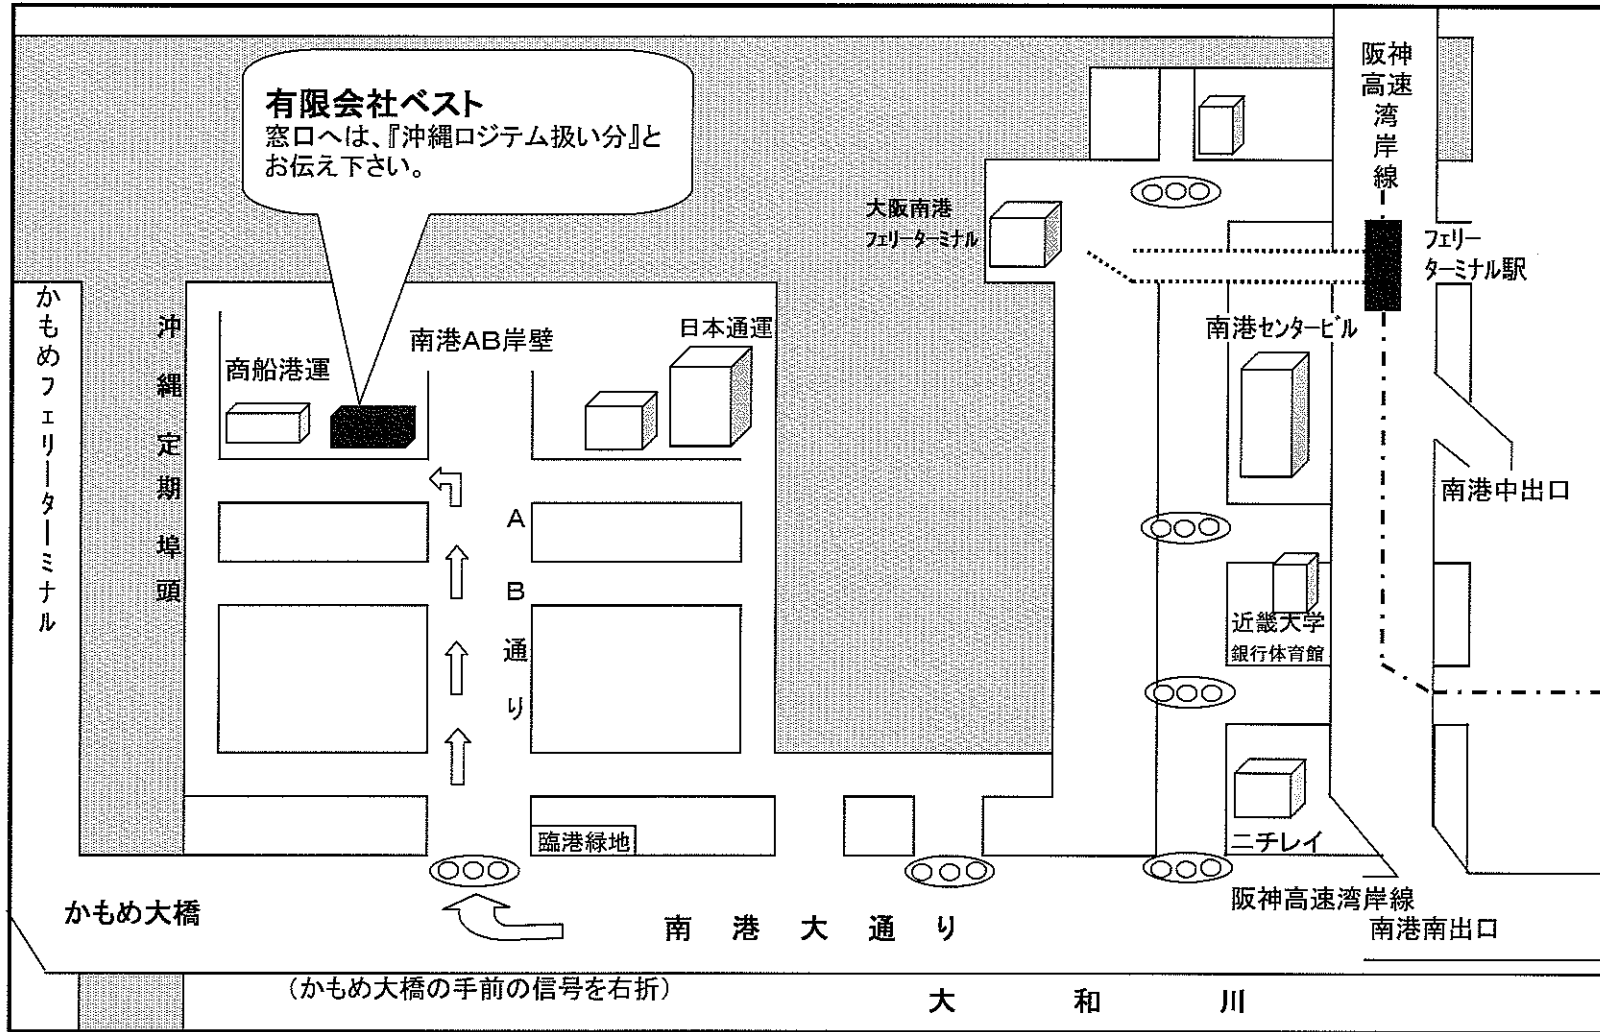 有限会社ベスト
窓口へは、『沖縄ロジテム扱い分』と
お伝え下さい。
阪神
高速
湾
岸
線
大阪南港
フェリーターミナル
フェリー
ターミナル駅
かもめフェリーターミナル
沖縄定期埠頭
商船港運
南港AB岸壁
日本通運
南港センタービル
南港中出口
AB通り
近畿大学
銀行体育館
臨港緑地
ニチレイ
阪神高速湾岸線
南港南出口
かもめ大橋
南港大通り
(かもめ大橋の手前の信号を右折)
大和川